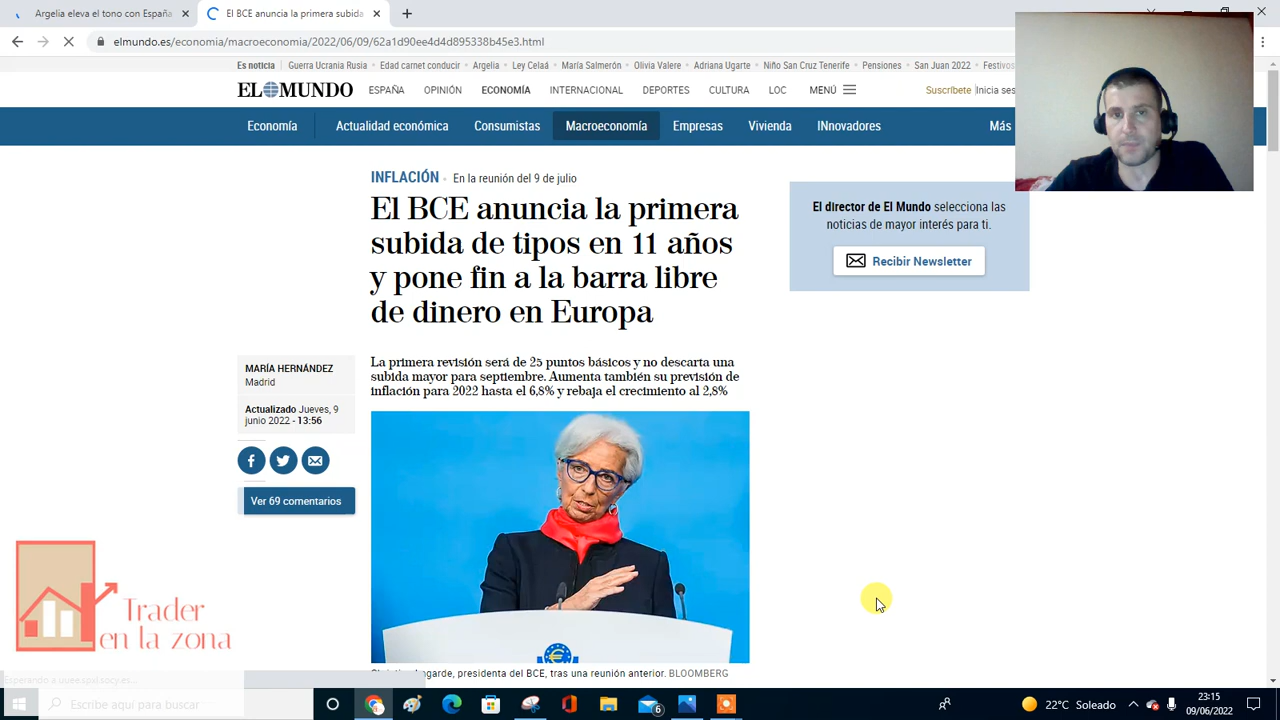 Argelia eleva el tono con España
El BCE anuncia la primera subida
elmundo.es/economia/macroeconomia/2022/06/09/62a1d90ee4d4d895338b45e3.html
Es noticia Guerra Ucrania Rusia Edad carnet conducir Argelia Ley Celaá María Salmerón Olivia Valere Adriana Ugarte Niño San Cruz Tenerife Pensiones San Juan 2022 Festivos
EL MUNDO ESPAÑA OPINIÓN ECONOMÍA INTERNACIONAL DEPORTES CULTURA LOC MENÚ Suscríbete Inicia ses
Economía Actualidad económica Consumistas Macroeconomía Empresas Vivienda INnovadores Más
INFLACIÓN En la reunión del 9 de julio
El BCE anuncia la primera
subida de tipos en 11 años
y pone fin a la barra libre
de dinero en Europa
El director de El Mundo selecciona las
noticias de mayor interés para ti.
Recibir Newsletter
MARÍA HERNÁNDEZ
Madrid
Actualizado Jueves, 9
junio 2022 - 13:56
Ver 69 comentarios
La primera revisión será de 25 puntos básicos y no descarta una
subida mayor para septiembre. Aumenta también su previsión de
inflación para 2022 hasta el 6,8% y rebaja el crecimiento al 2,8%
Trader
en la zona
agarde, presidenta del BCE, tras una reunión anterior. BLOOMBERG
Escribe aquí para buscar
6
22°C Soleado
23:15
09/06/2022